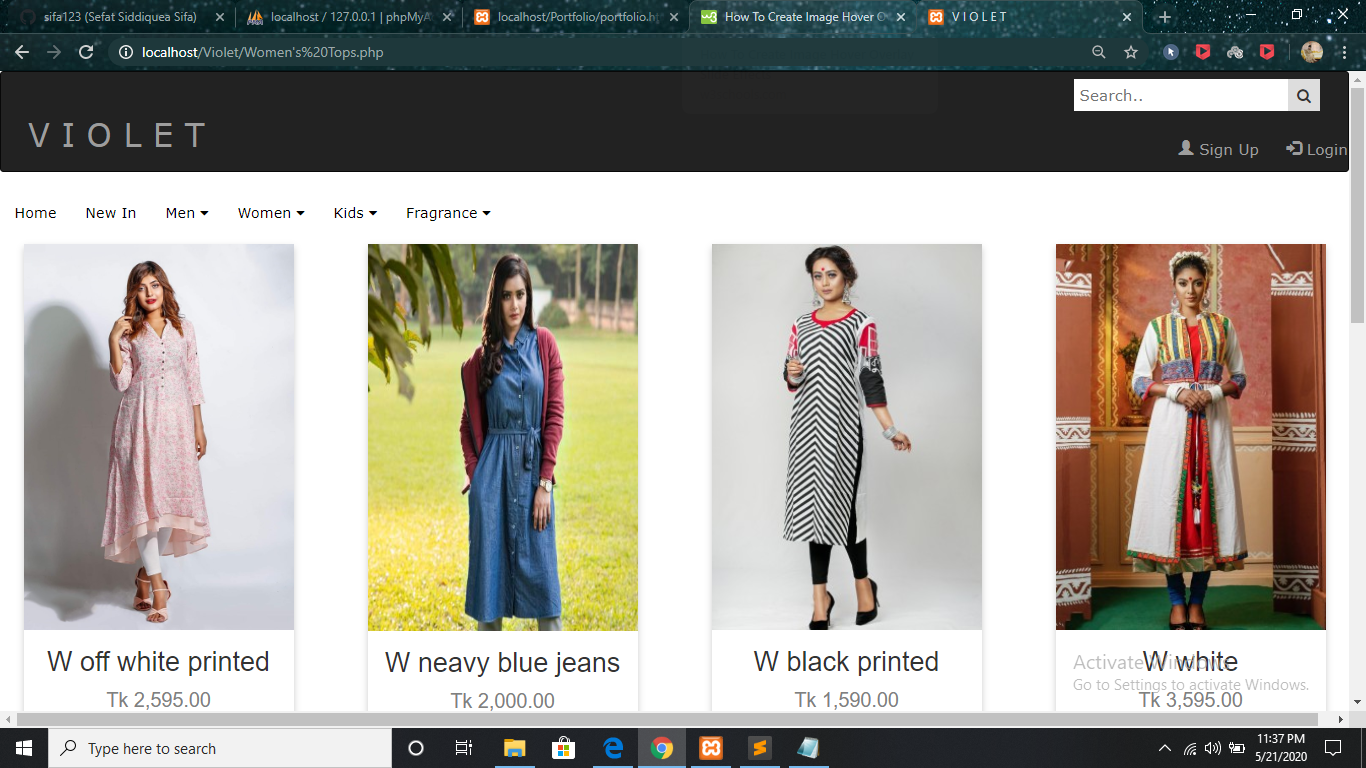 sifa123 (Sefat Siddiquea Sifa)
localhost / 127.0.0.1 | phpMyA
localhost/Portfolio/portfolio.h
How To Create Image Hover O
V I O L E T
localhost/Violet/Women's%20Tops.php
Search..
V I O L E T
Sign Up
Login
Home
New In
Men
Women
Kids
Fragrance
W off white printed
W neavy blue jeans
W black printed
W white
Tk 2,595.00
Tk 2,000.00
Tk 1,590.00
Tk 3,595.00
Activate Windows
Go to Settings to activate Windows.
Type here to search
11:37 PM
5/21/2020